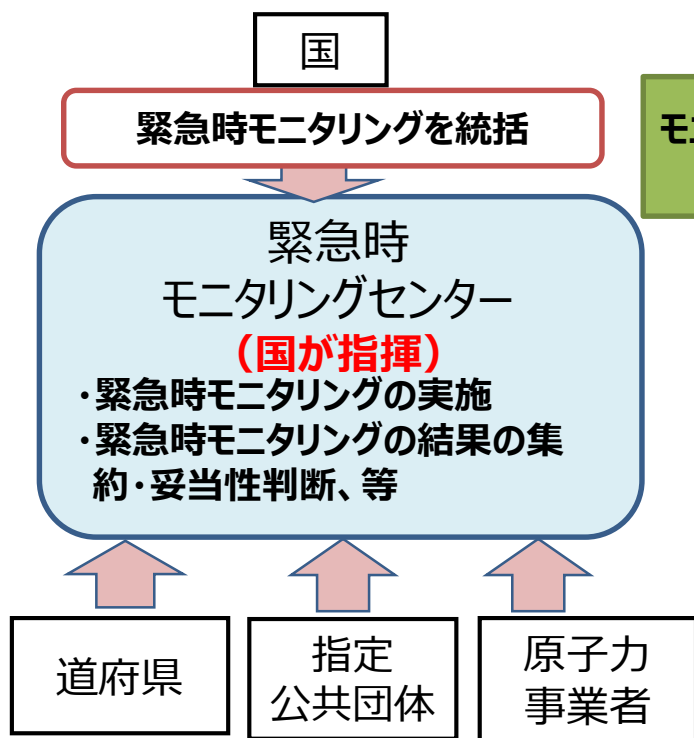 国
緊急時モニタリングを統括
モニ
緊急時
モニタリングセンター
（国が指揮）
・緊急時モニタリングの実施
・緊急時モニタリングの結果の集
約・妥当性判断、等
道府県
指定
公共団体
原子力
事業者